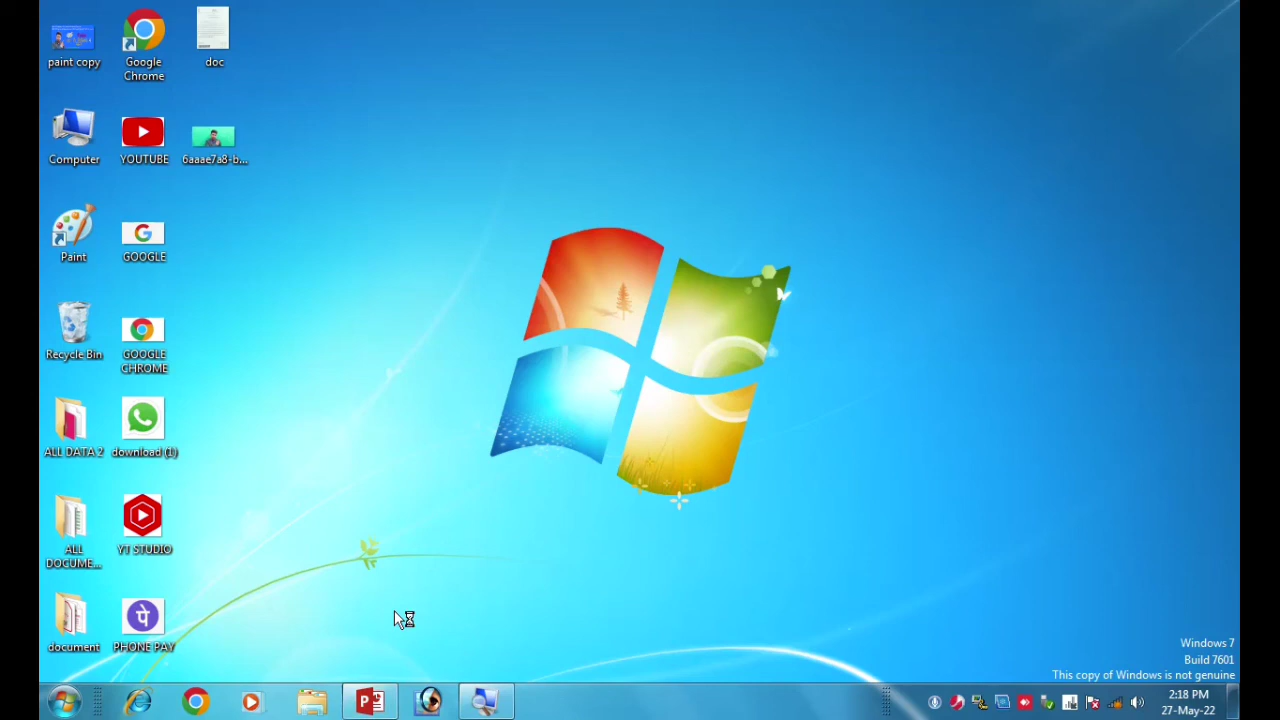 paint copy
Google
Chrome
doc
Computer
YOUTUBE
6aaae7a8-b...
Paint
GOOGLE
Recycle Bin
GOOGLE
CHROME
ALL DATA 2
download (1)
ALL
DOCUME...
YT STUDIO
document
पे
PHONE PAY
Windows 7
Build 7601
This copy of Windows is not genuine
2:18 PM
27-May-22